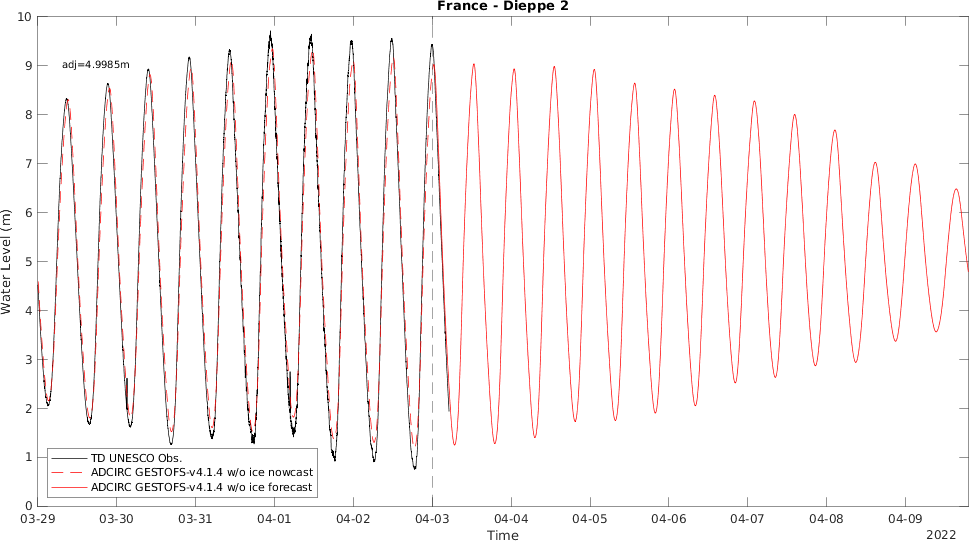 France - Dieppe 2
10
9
8
7
6
5
4
3
2
1
0
Water Level (m)
adj=4.9985m
TD UNESCO Obs.
ADCIRC GESTOFS-v4.1.4 w/o ice nowcast
ADCIRC GESTOFS-v4.1.4 w/o ice forecast
03-29 03-30 03-31 04-01 04-02 04-03 04-04 04-05 04-06 04-07 04-08 04-09
Time
2022